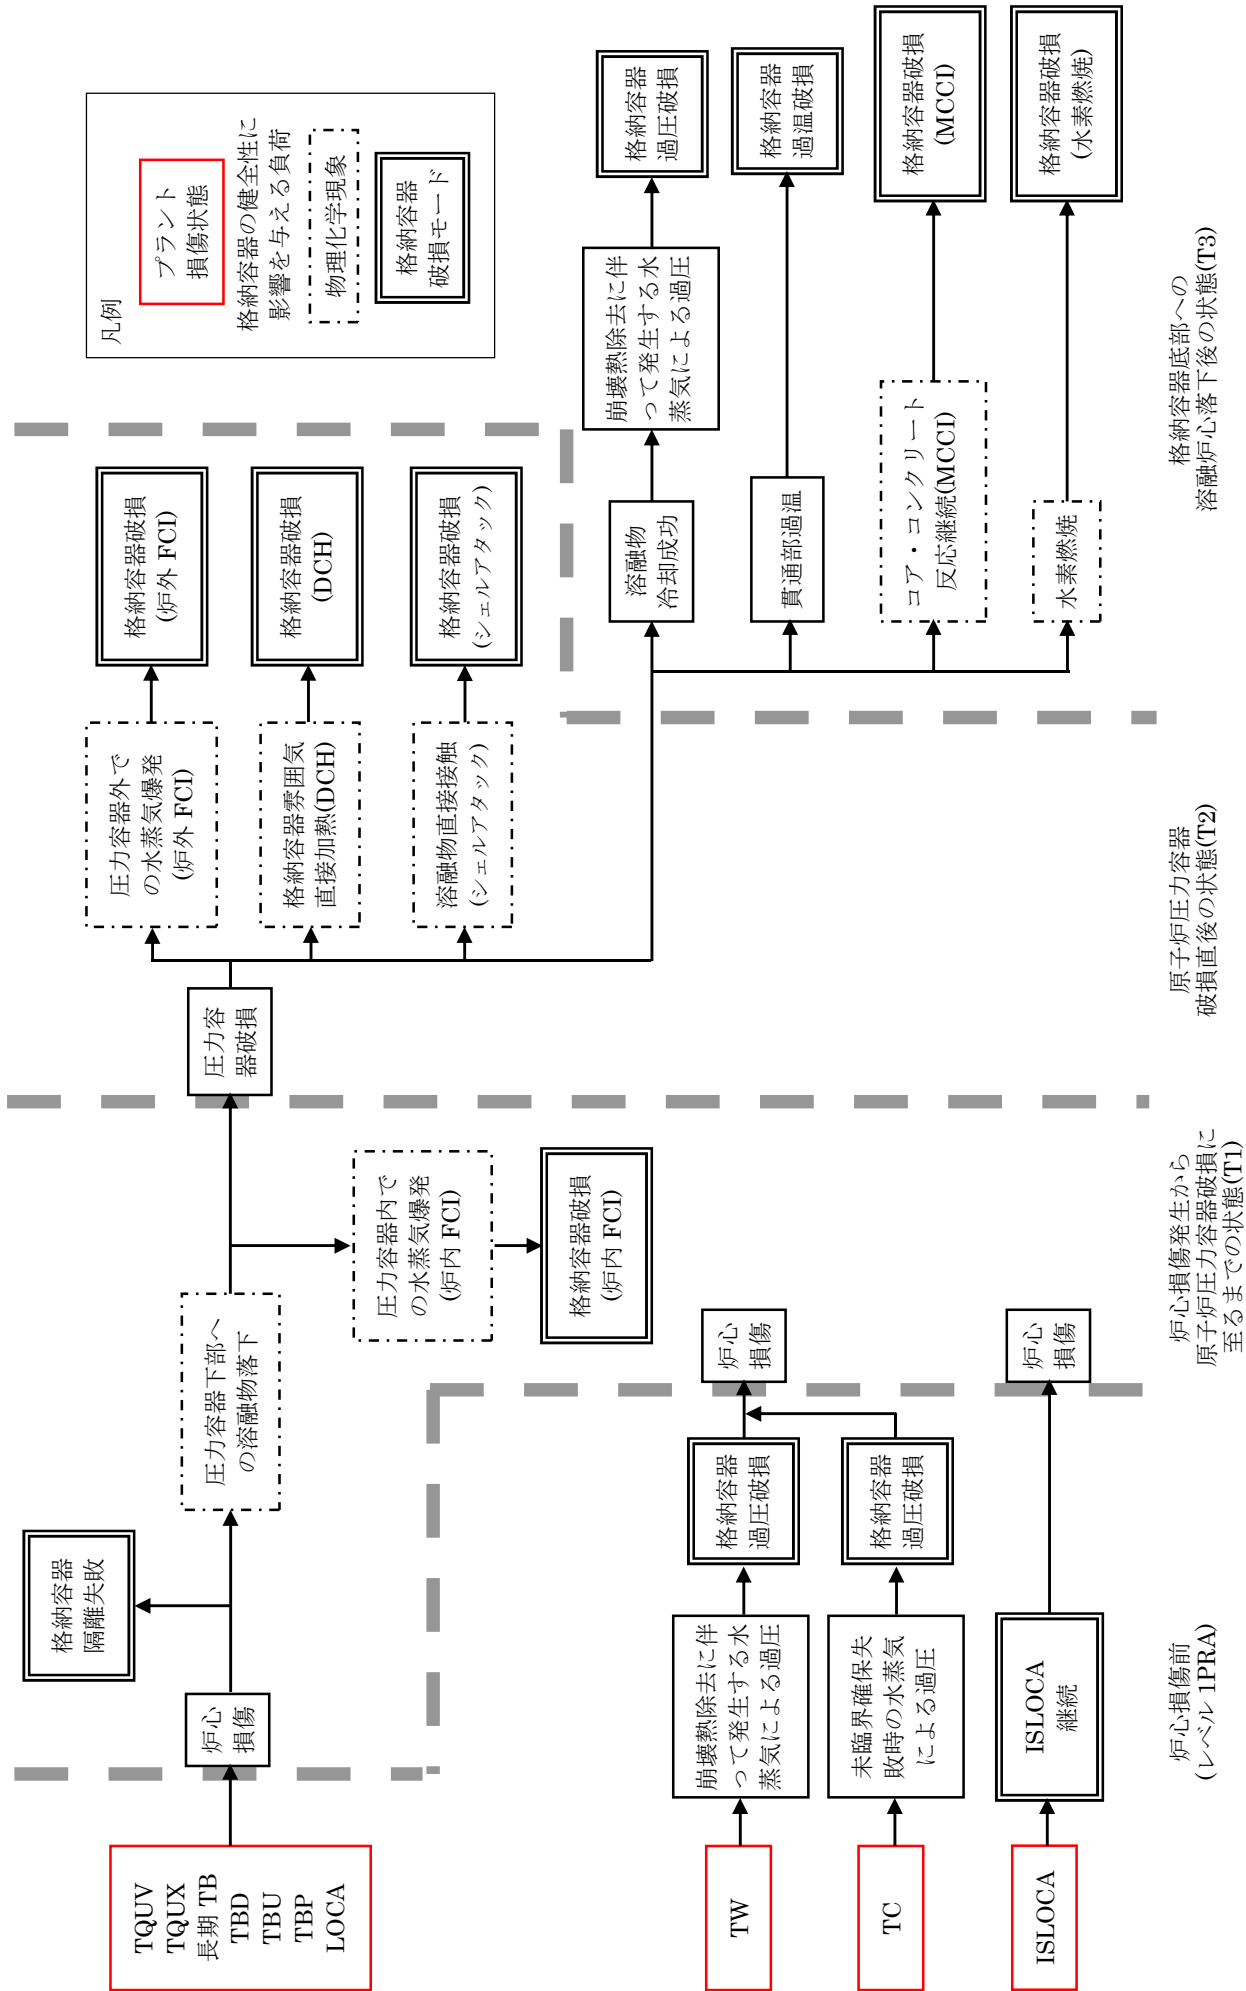 TQUV
TQUX
長期 TB
TBD
TBU
TBP
LOCA
炉心
損傷
格納容器
隔離失敗
圧力容器下部へ
の溶融物落下
圧力容器内で
の水蒸気爆発
(炉内 FCI)
格納容器破損
(炉内 FCI)
圧力容
器破損
圧力容器外で
の水蒸気爆発
(炉外 FCI)
格納容器破損
(炉外 FCI)
格納容器雰囲気
直接加熱(DCH)
格納容器破損
(DCH)
溶融物直接接触
(シェルアタック)
格納容器破損
(シェルアタック)
溶融物
冷却成功
崩壊熱除去に伴
って発生する水
蒸気による過圧
格納容器
過圧破損
貫通部過温
格納容器
過温破損
コア・コンクリート
反応継続(MCCI)
格納容器破損
(MCCI)
水素燃焼
格納容器破損
(水素燃焼)
TW
崩壊熱除去に伴
って発生する水
蒸気による過圧
格納容器
過圧破損
炉心
損傷
TC
未臨界確保失
敗時の水蒸気
による過圧
格納容器
過圧破損
ISLOCA
ISLOCA
継続
炉心
損傷
凡例
プラント
損傷状態
格納容器の健全性に
影響を与える負荷
物理化学現象
格納容器
破損モード
炉心損傷前
(レベル 1PRA)
炉心損傷発生から
原子炉圧力容器破損に
至るまでの状態(T1)
原子炉圧力容器
破損直後の状態(T2)
格納容器底部への
溶融炉心落下後の状態(T3)